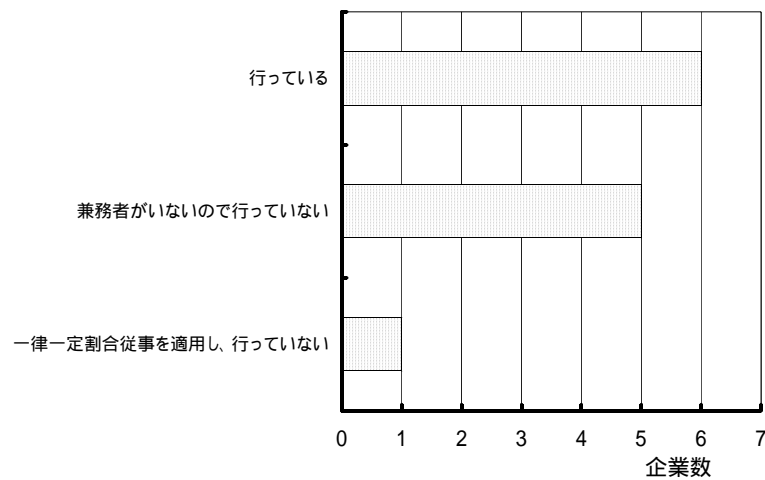 行っている
兼務者がいないので行っていない
一律一定割合従事を適用し、行っていない
0 1 2 3 4 5 6 7
企業数